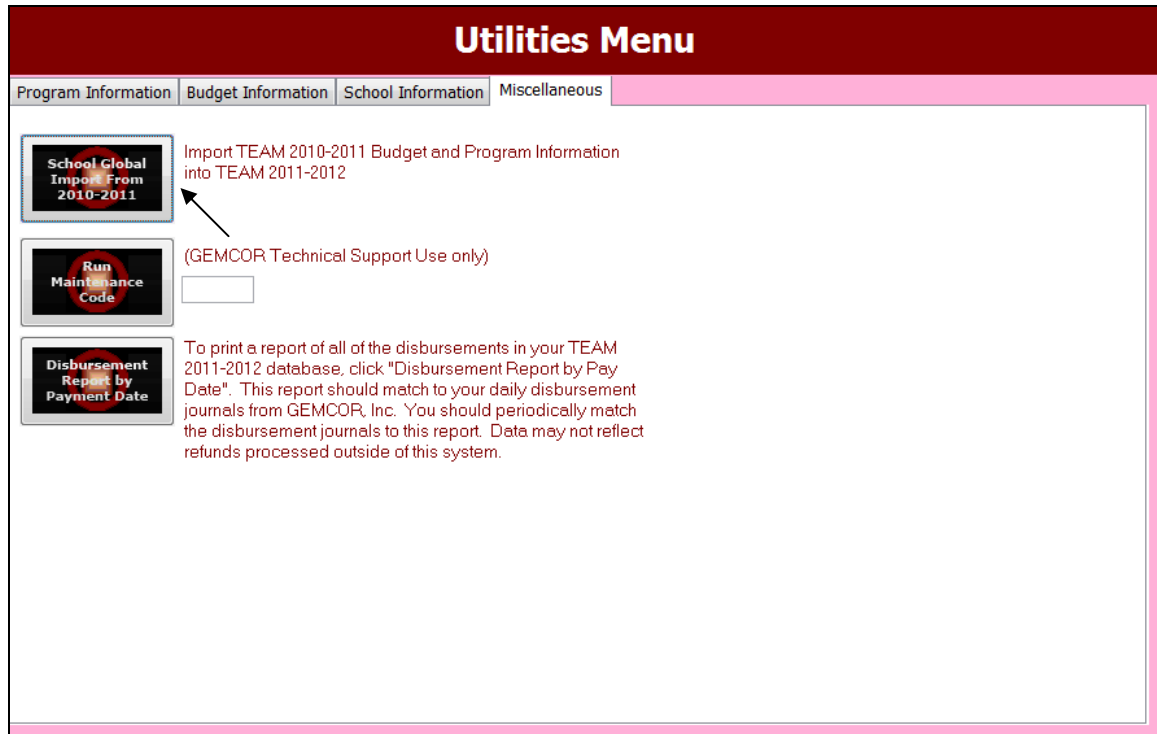 Utilities Menu
Program Information
Budget Information
School Information
Miscellaneous
School Global
Import From
2010-2011
Import TEAM 2010-2011 Budget and Program Information
into TEAM 2011-2012
Run
Maintenance
Code
(GEMCOR Technical Support Use only)
Disbursement
Report by
Payment Date
To print a report of all of the disbursements in your TEAM
2011-2012 database, click "Disbursement Report by Pay
Date". This report should match to your daily disbursement
journals from GEMCOR, Inc. You should periodically match
the disbursement journals to this report. Data may not reflect
refunds processed outside of this system.